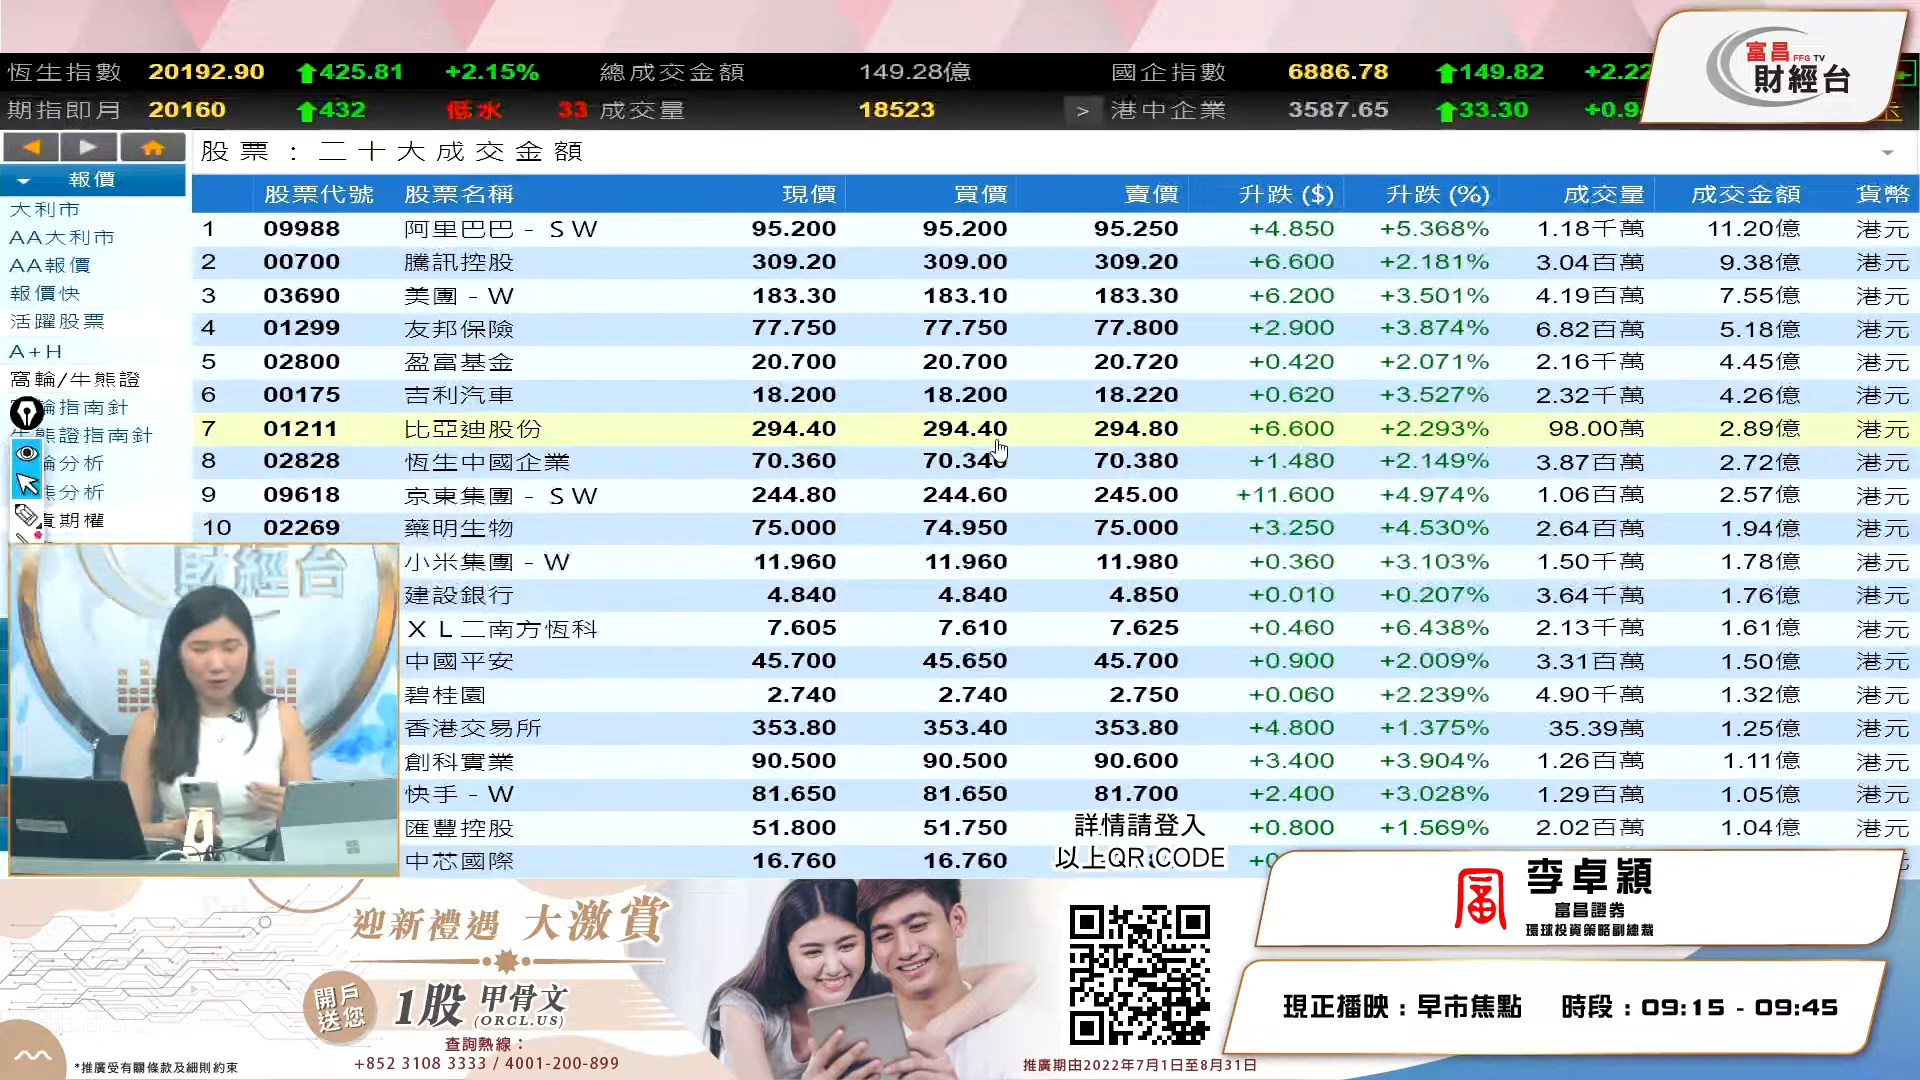 恆生指數 20192.90 425.81 +2.15% 總成交金額 149.28億 國企指數 6886.78 149.82 +2.22
期指即月 20160 432 低水 33 成交量 18523 > 港中企業 3587.65 33.30 +0.9
富昌 FFG TV
財經台
股票：二十大成交金額
報價
大利市
AA大利市
AA報價
報價快
活躍股票
A+H
窩輪/牛熊證
輪指南針
牛熊證指南針
輪分析
熊分析
貴期權
股票代號 股票名稱 現價 買價 賣價 升跌 ($) 升跌 (%) 成交量 成交金額 貨幣
1 09988 阿里巴巴－ＳＷ 95.200 95.200 95.250 +4.850 +5.368% 1.18千萬 11.20億 港元
2 00700 騰訊控股 309.20 309.00 309.20 +6.600 +2.181% 3.04百萬 9.38億 港元
3 03690 美團－Ｗ 183.30 183.10 183.30 +6.200 +3.501% 4.19百萬 7.55億 港元
4 01299 友邦保險 77.750 77.750 77.800 +2.900 +3.874% 6.82百萬 5.18億 港元
5 02800 盈富基金 20.700 20.700 20.720 +0.420 +2.071% 2.16千萬 4.45億 港元
6 00175 吉利汽車 18.200 18.200 18.220 +0.620 +3.527% 2.32千萬 4.26億 港元
7 01211 比亞迪股份 294.40 294.40 294.80 +6.600 +2.293% 98.00萬 2.89億 港元
8 02828 恆生中國企業 70.360 70.340 70.380 +1.480 +2.149% 3.87百萬 2.72億 港元
9 09618 京東集團－ＳＷ 244.80 244.60 245.00 +11.600 +4.974% 1.06百萬 2.57億 港元
10 02269 藥明生物 75.000 74.950 75.000 +3.250 +4.530% 2.64百萬 1.94億 港元
小米集團－Ｗ 11.960 11.960 11.980 +0.360 +3.103% 1.50千萬 1.78億 港元
建設銀行 4.840 4.840 4.850 +0.010 +0.207% 3.64千萬 1.76億 港元
ＸＬ二南方恆科 7.605 7.610 7.625 +0.460 +6.438% 2.13千萬 1.61億 港元
中國平安 45.700 45.650 45.700 +0.900 +2.009% 3.31百萬 1.50億 港元
碧桂園 2.740 2.740 2.750 +0.060 +2.239% 4.90千萬 1.32億 港元
香港交易所 353.80 353.40 353.80 +4.800 +1.375% 35.39萬 1.25億 港元
創科實業 90.500 90.500 90.600 +3.400 +3.904% 1.26百萬 1.11億 港元
快手－Ｗ 81.650 81.650 81.700 +2.400 +3.028% 1.29百萬 1.05億 港元
匯豐控股 51.800 51.750 +0.800 +1.569% 2.02百萬 1.04億 港元
中芯國際 16.760 16.760
財經台
詳情請登入
以上QR CODE
李卓穎
富昌證券
環球投資策略副總裁
迎新禮遇 大激賞
開戶送您 1股 甲骨文
(ORCL.US)
查詢熱線：
+852 3108 3333 / 4001-200-899
*推廣受有關條款及細則約束
推廣期由2022年7月1日至8月31日
現正播映：早市焦點 時段：09:15 - 09:45